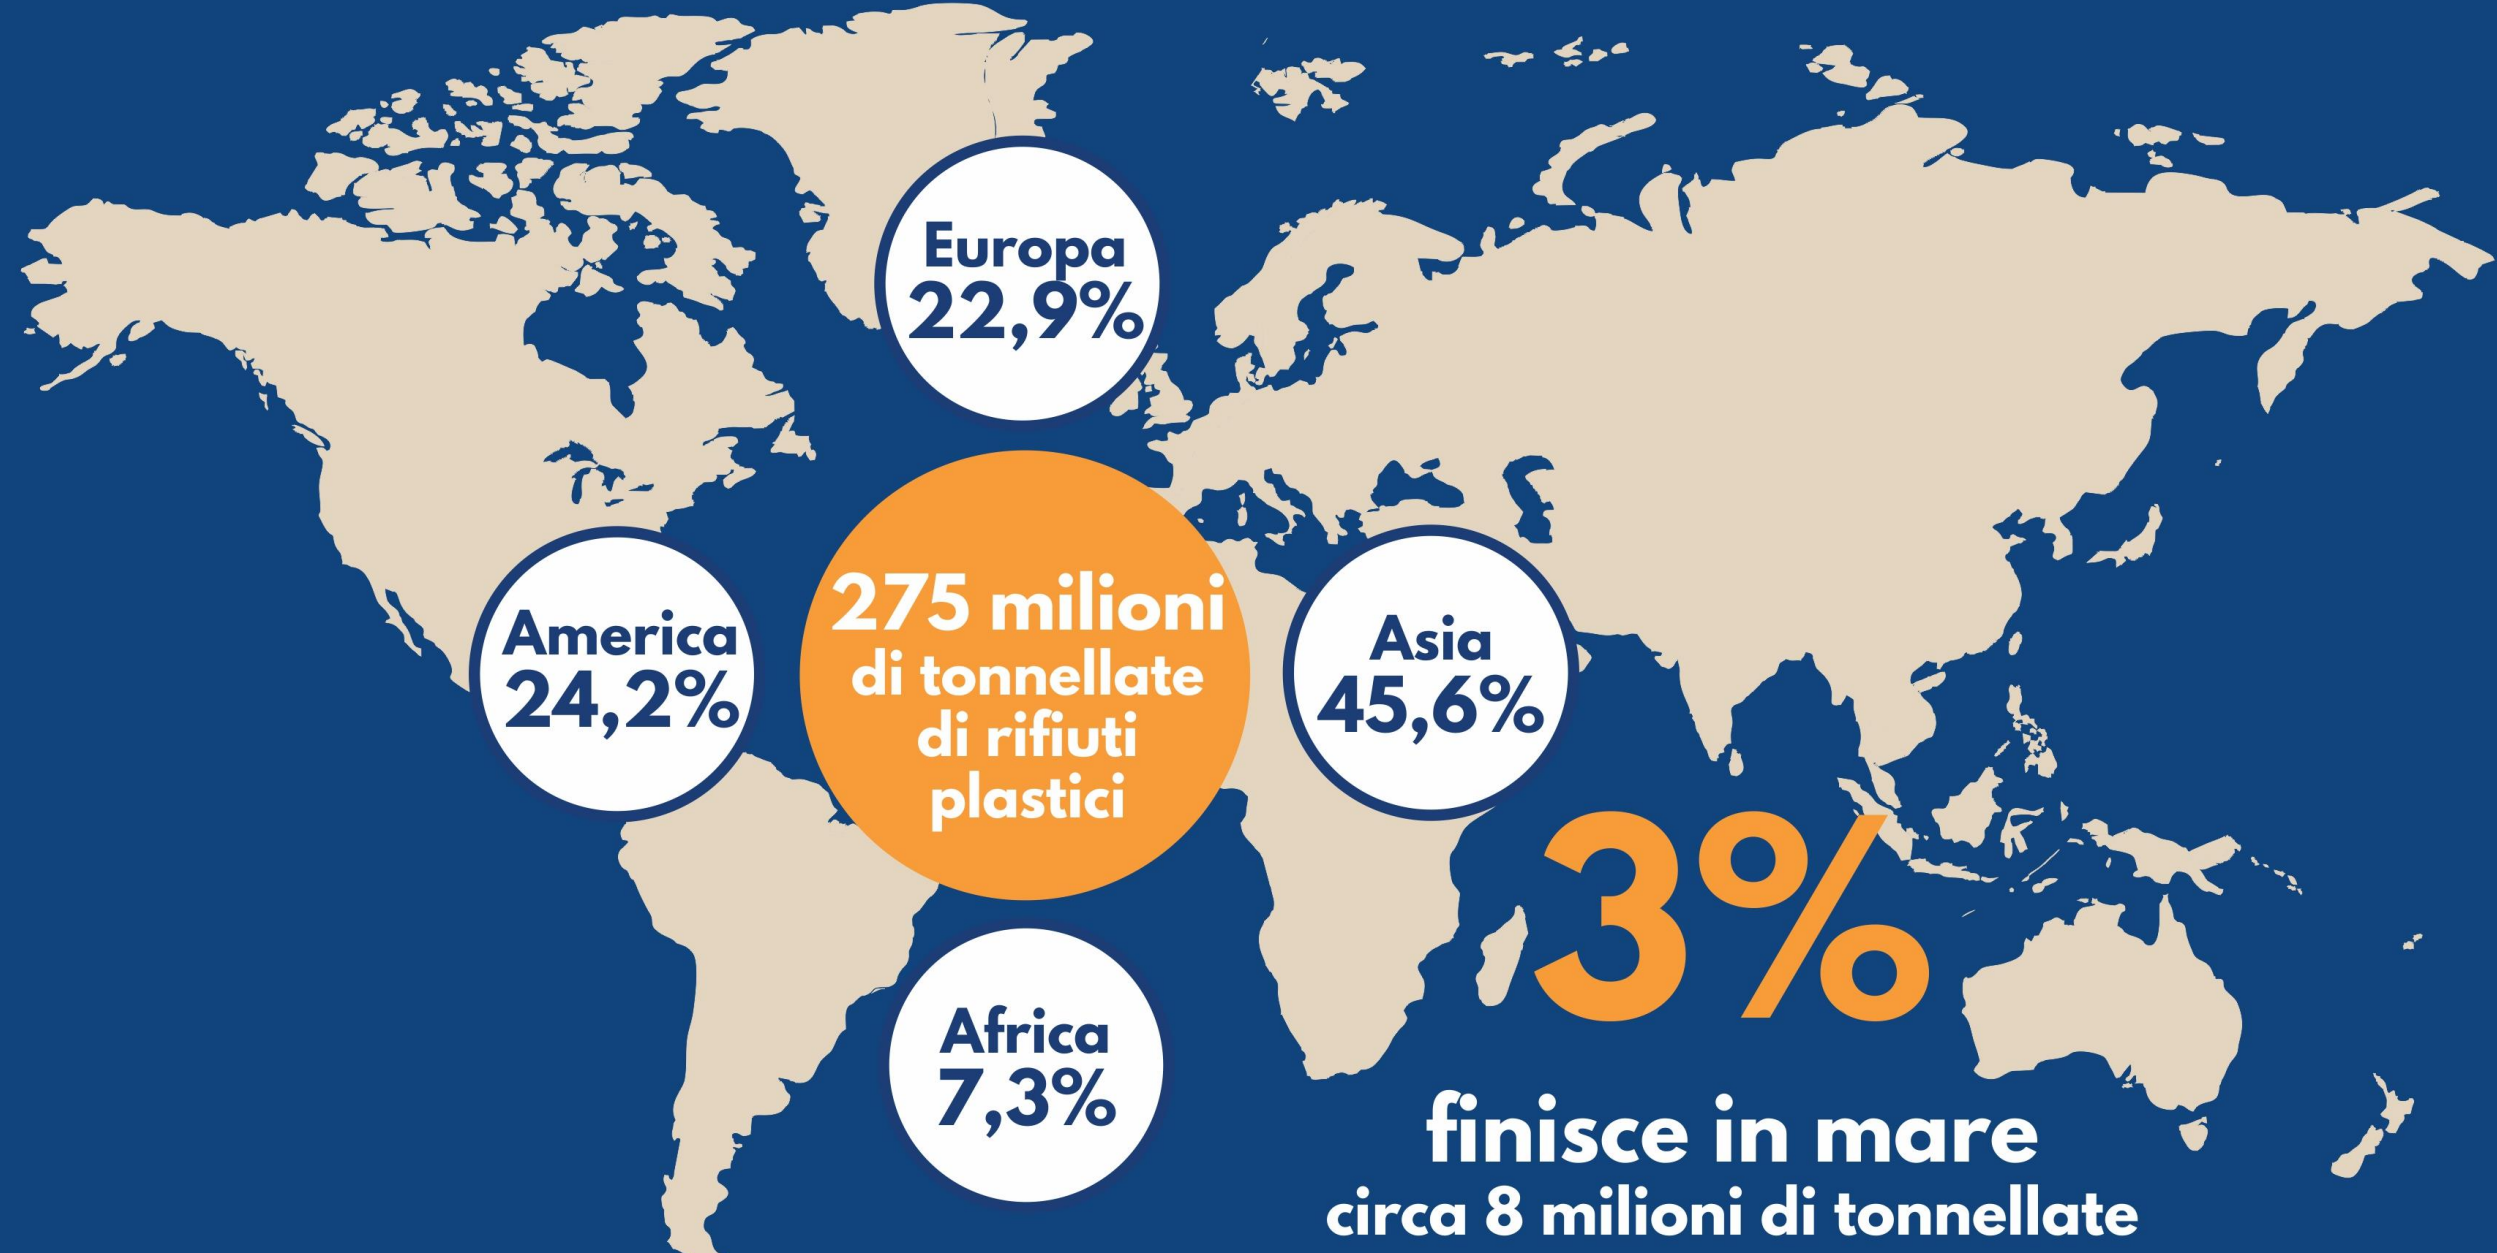 Europa
22,9%
275 milioni
di tonnellate
di rifiuti
plastici
America
24,2%
Asia
45,6%
Africa
7,3%
3%
finisce in mare
circa 8 milioni di tonnellate